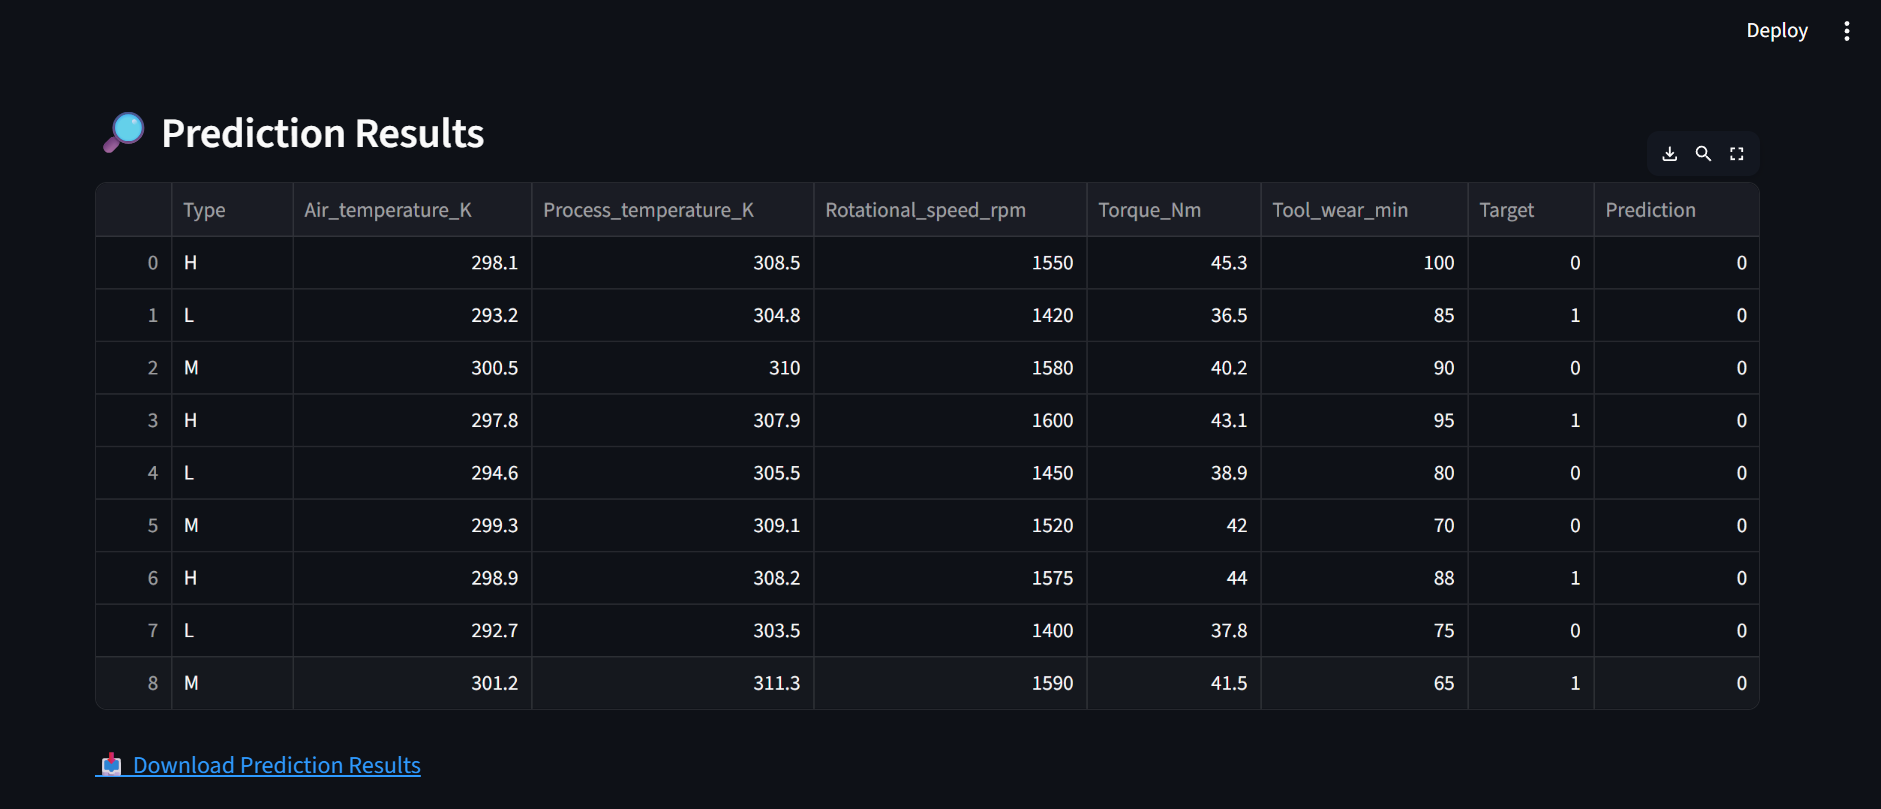 Deploy
Prediction Results
Type Air_temperature_K Process_temperature_K Rotational_speed_rpm Torque_Nm Tool_wear_min Target Prediction
0 H 298.1 308.5 1550 45.3 100 0 0
1 L 293.2 304.8 1420 36.5 85 1 0
2 M 300.5 310 1580 40.2 90 0 0
3 H 297.8 307.9 1600 43.1 95 1 0
4 L 294.6 305.5 1450 38.9 80 0 0
5 M 299.3 309.1 1520 42 70 0 0
6 H 298.9 308.2 1575 44 88 1 0
7 L 292.7 303.5 1400 37.8 75 0 0
8 M 301.2 311.3 1590 41.5 65 1 0
Download Prediction Results